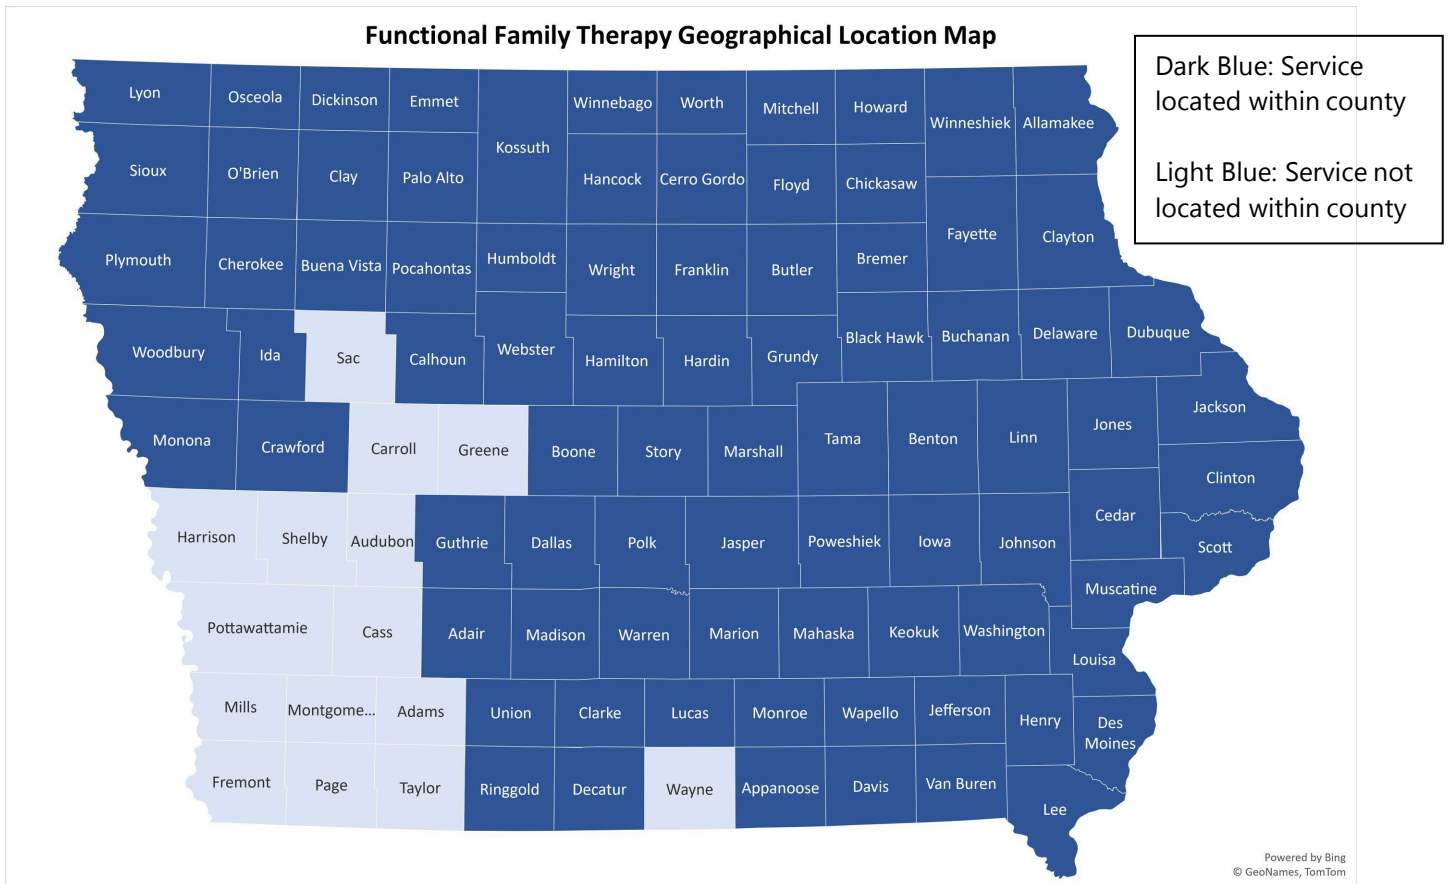 Functional Family Therapy Geographical Location Map
Dark Blue: Service
located within county
Light Blue: Service not
located within county
Lyon
Osceola
Dickinson
Emmet
Kossuth
Winnebago
Worth
Mitchell
Howard
Winneshiek
Allamakee
Sioux
O'Brien
Clay
Palo Alto
Hancock
Cerro Gordo
Floyd
Chickasaw
Fayette
Clayton
Plymouth
Cherokee
Buena Vista
Pocahontas
Humboldt
Wright
Franklin
Butler
Bremer
Woodbury
Ida
Sac
Calhoun
Webster
Hamilton
Hardin
Grundy
Black Hawk
Buchanan
Delaware
Dubuque
Monona
Crawford
Carroll
Greene
Boone
Story
Marshall
Tama
Benton
Linn
Jones
Jackson
Clinton
Harrison
Shelby
Audubon
Guthrie
Dallas
Polk
Jasper
Poweshiek
Iowa
Johnson
Cedar
Scott
Muscatine
Pottawattamie
Cass
Adair
Madison
Warren
Marion
Mahaska
Keokuk
Washington
Louisa
Mills
Montgome...
Adams
Union
Clarke
Lucas
Monroe
Wapello
Jefferson
Henry
Des
Moines
Fremont
Page
Taylor
Ringgold
Decatur
Wayne
Appanoose
Davis
Van Buren
Lee
Powered by Bing
© GeoNames, TomTom